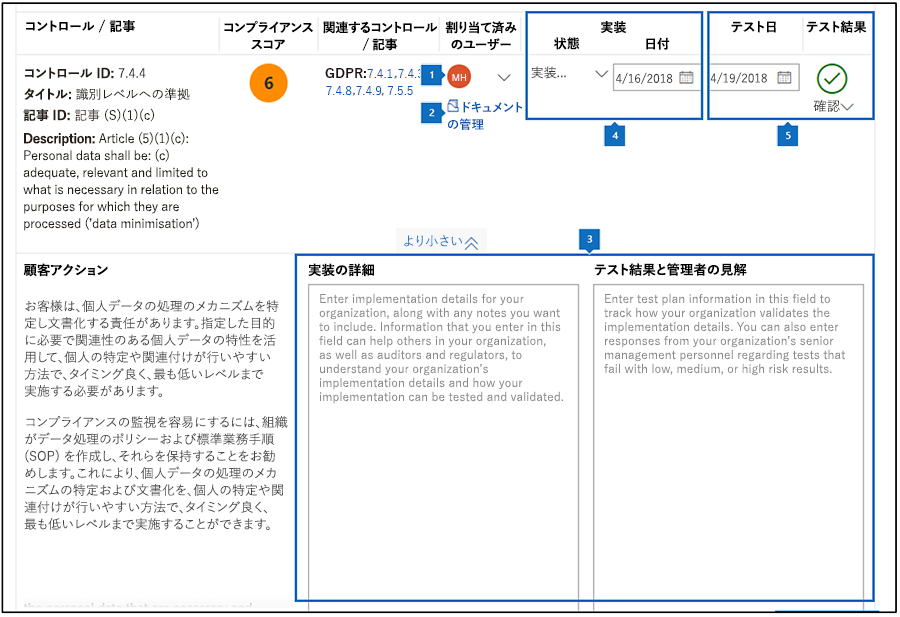 コントロール / 記事
コンプライアンス
スコア
関連するコントロール
/ 記事
割り当て済み
のユーザー
実装
状態
日付
テスト日
テスト結果
コントロール ID: 7.4.4
タイトル: 識別レベルへの準拠
記事 ID: 記事 (S)(1)(c)
Description: Article (5)(1)(c):
Personal data shall be: (c)
adequate, relevant and limited to
what is necessary in relation to the
purposes for which they are
processed ('data minimisation')
6
GDPR:7.4.1,7.4.
7.4.8,7.4.9, 7.5.5
1
MH
2
ドキュメント
の管理
実装...
4/16/2018
4/19/2018
確認
4
5
より小さい
3
顧客アクション
お客様は、個人データの処理のメカニズムを特
定し文書化する責任があります。指定した目的
に必要で関連性のある個人データの特性を活
用して、個人の特定や関連付けが行いやすい
方法で、タイミング良く、最も低いレベルまで
実施する必要があります。
コンプライアンスの監視を容易にするには、組織
がデータ処理のポリシーおよび標準業務手順
(SOP) を作成し、それらを保持することをお勧
めします。これにより、個人データの処理のメカ
ニズムの特定および文書化を、個人の特定や関
連付けが行いやすい方法で、タイミング良く、
最も低いレベルまで実施することができます。
実装の詳細
Enter implementation details for your
organization, along with any notes you want
to include. Information that you enter in this
field can help others in your organization,
as well as auditors and regulators, to
understand your organization's
implementation details and how your
implementation can be tested and validated.
テスト結果と管理者の見解
Enter test plan information in this field to
track how your organization validates the
implementation details. You can also enter
responses from your organization's senior
management personnel regarding tests that
fail with low, medium, or high risk results.